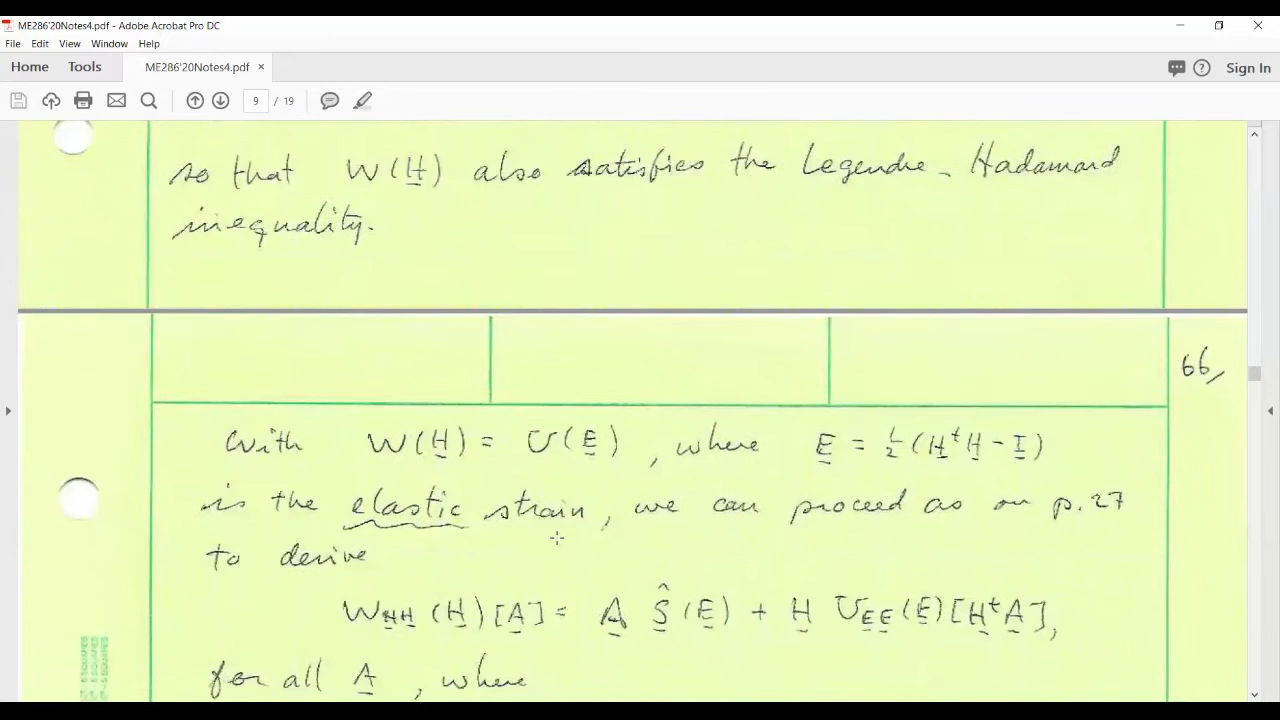 ME286'20Notes4.pdf - Adobe Acrobat Pro DC
File Edit View Window Help
Home Tools ME286'20Notes4.pdf × Sign In
9 / 19
so that W(H) also satisfies the Legendre-Hadamard
inequality.
66/
With W(H) = U(E), where E = ½(HᵗH - I)
is the elastic strain, we can proceed as on p.27
to derive
W_HH(H)[A] = A Ŝ(E) + H U_EE(E)[HᵗA],
for all A, where